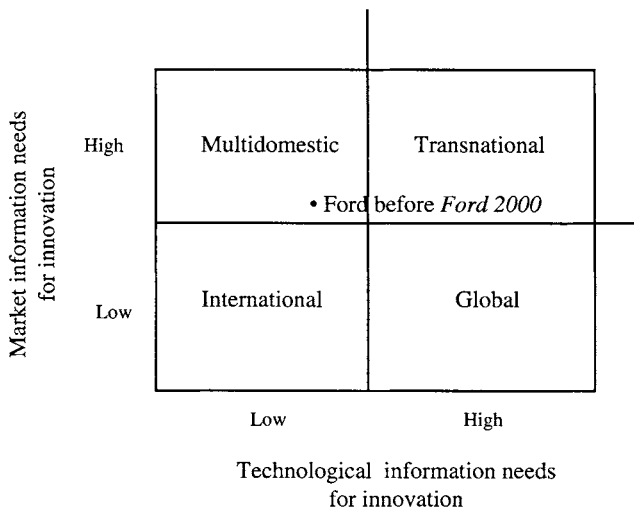 Market information needs
for innovation
High
Multidomestic
Transnational
• Ford before Ford 2000
Low
International
Global
Low
High
Technological information needs
for innovation